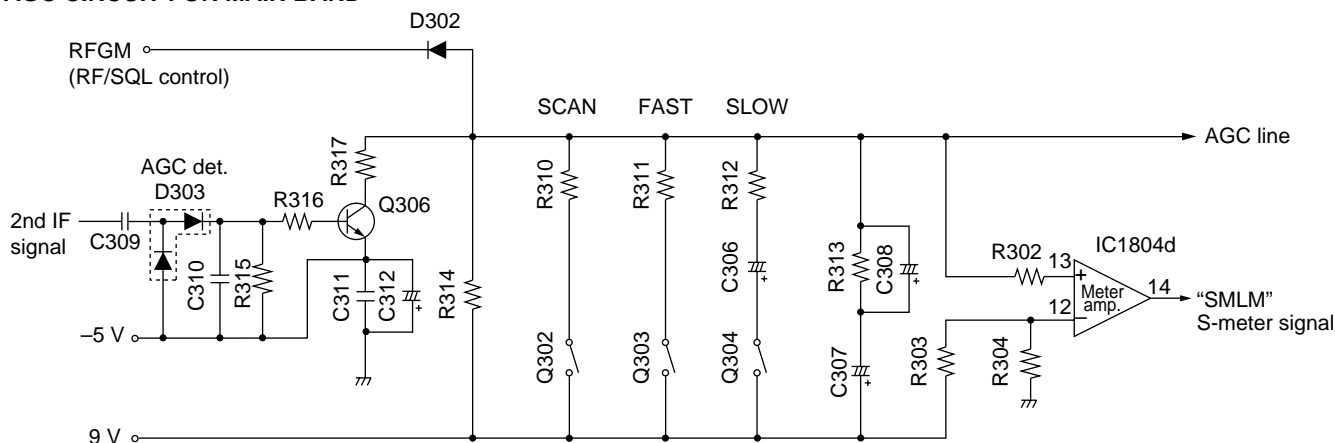 AGC CIRCUIT FOR MAIN BAND
D302
RFGM
(RF/SQL control)
SCAN FAST SLOW
AGC line
R317
R310
R311
R312
AGC det.
D303
R316
Q306
2nd IF
signal
C309
C310
R315
C311
C312
+
R314
C306
+
R313
C308
+
R302
IC1804d
13
+
Meter
amp.
12
–
14
“SMLM”
S-meter signal
–5 V
Q302
Q303
Q304
C307
+
R303
R304
9 V